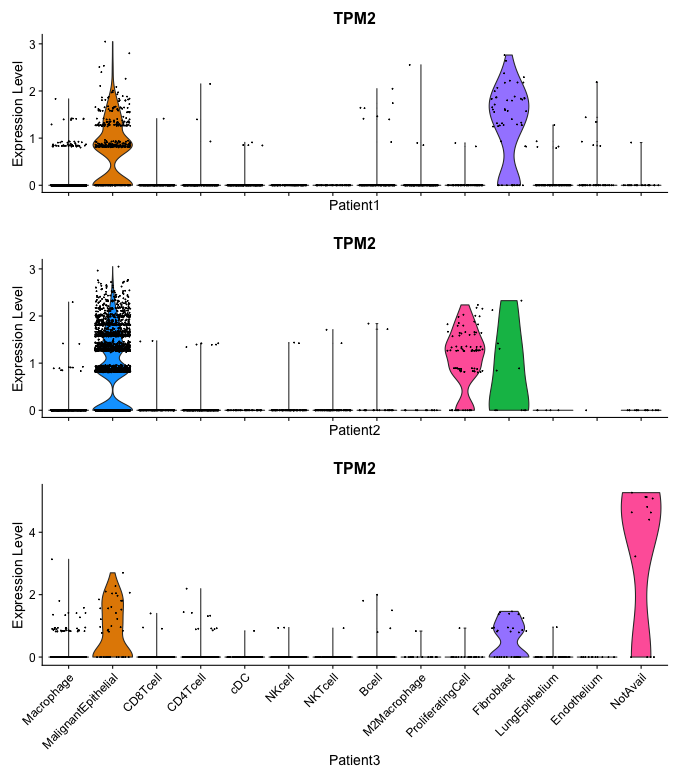 TPM2
Expression Level
3
2
1
0
Patient1
TPM2
Expression Level
3
2
1
0
Patient2
TPM2
Expression Level
4
2
0
Macrophage
MalignantEpithelial
CD8Tcell
CD4Tcell
cDC
NKcell
NKTcell
Bcell
M2Macrophage
ProliferatingCell
Fibroblast
LungEpithelium
Endothelium
NotAvail
Patient3